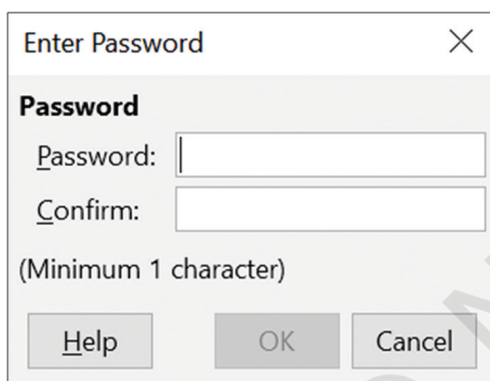 Enter Password
Password
Password:
Confirm:
(Minimum 1 character)
Help OK Cancel